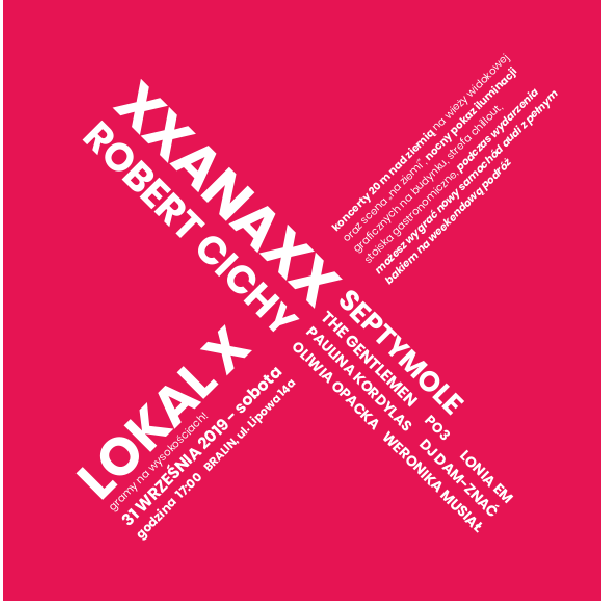 XXANAXX
ROBERT CICHY
SEPTYMOLE
THE GENTLEMEN PO3 LONIA EM
PAULINA KORDYLAS DJ DAM-ZNAĆ
OLIWIA OPACKA WERONIKA MUSIAŁ
koncerty 20 m nad ziemią na wieży widokowej
oraz scena „na ziemi”, nocny pokaz iluminacji
graficznych na budynku, strefa chillout,
stoiska gastronomiczne, podczas wydarzenia
możesz wygrać nowy samochód audi z pełnym
bakiem na weekendową podróż
LOKAL X
gramy na wysokościach!
31 WRZEŚNIA 2019 – sobota
godzina 17:00 BRALIN, ul. Lipowa 14a